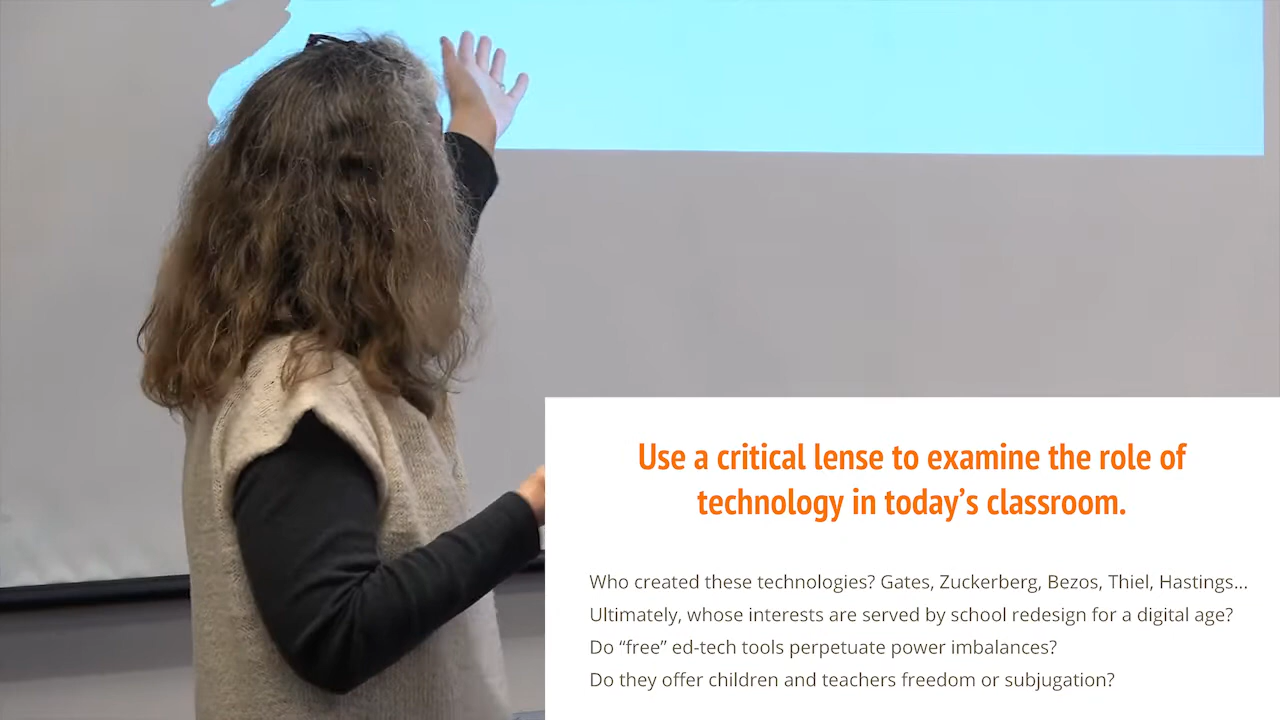 Use a critical lense to examine the role of
technology in today’s classroom.
Who created these technologies? Gates, Zuckerberg, Bezos, Thiel, Hastings...
Ultimately, whose interests are served by school redesign for a digital age?
Do “free” ed-tech tools perpetuate power imbalances?
Do they offer children and teachers freedom or subjugation?